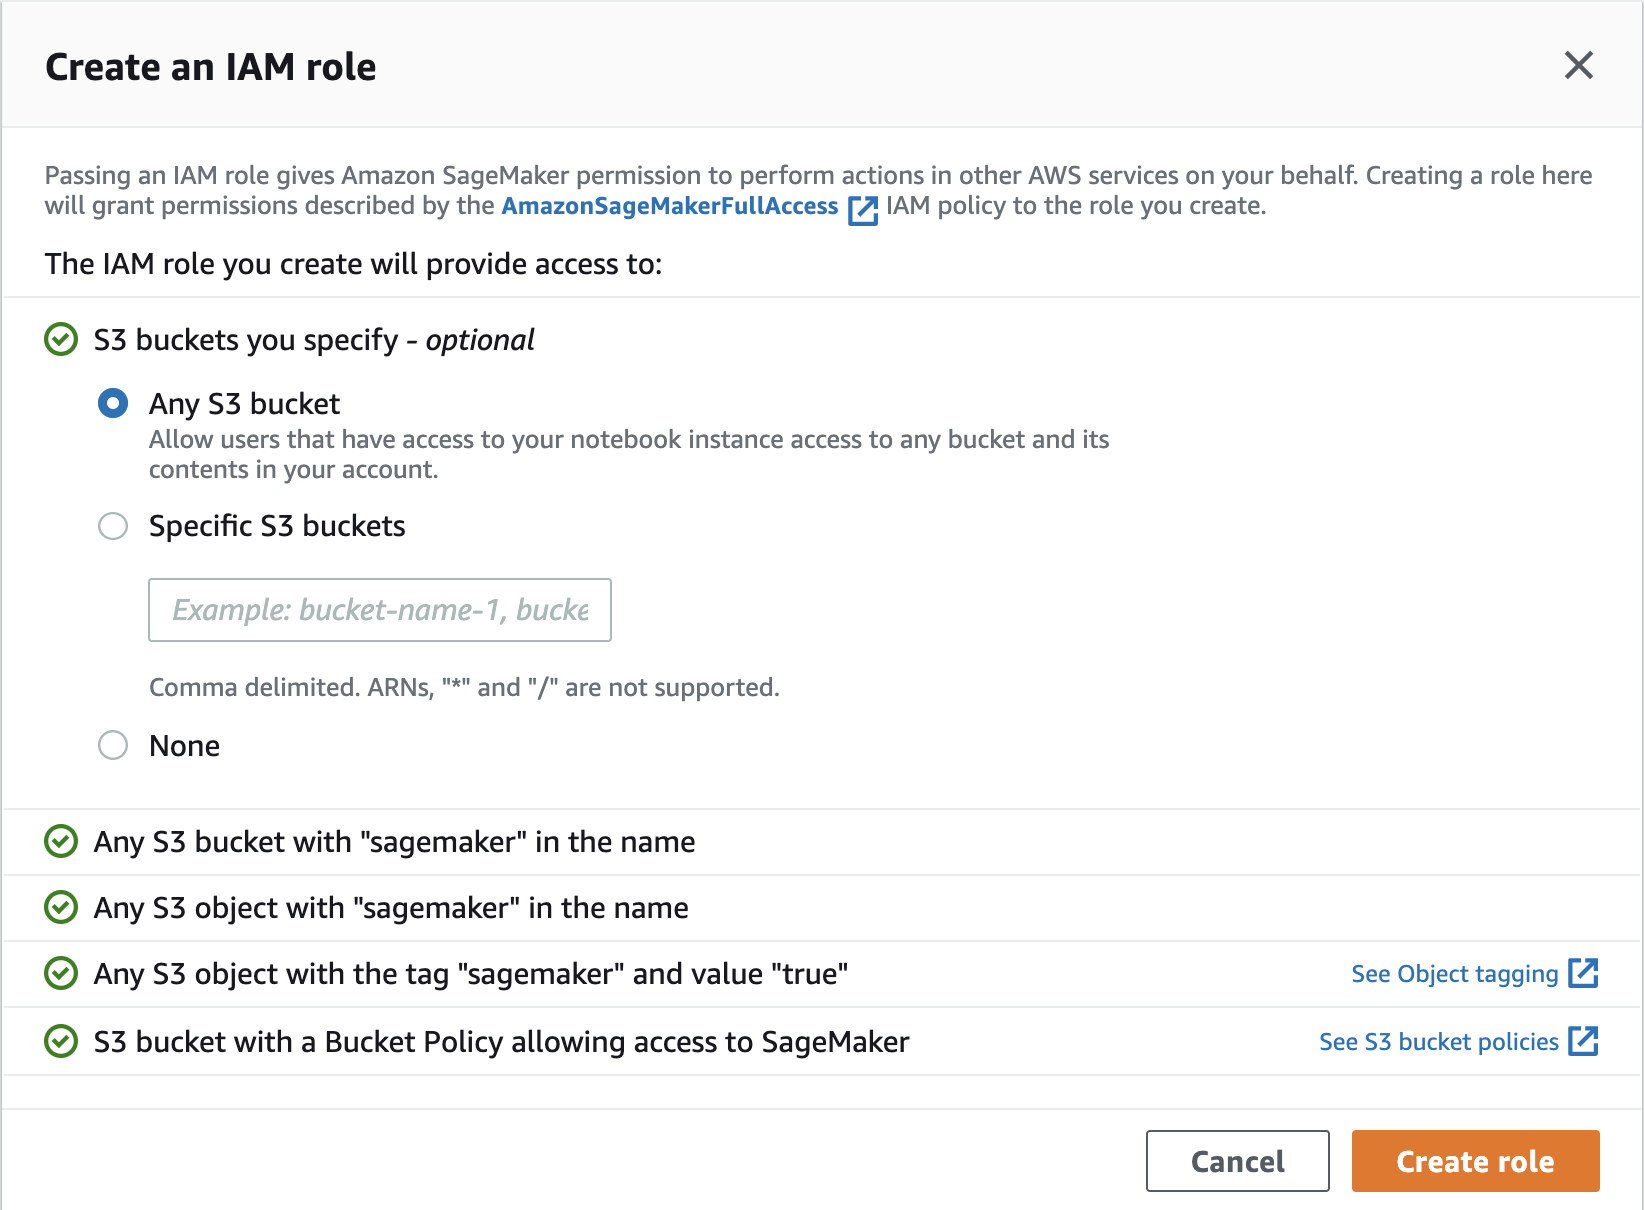 Create an IAM role
Passing an IAM role gives Amazon SageMaker permission to perform actions in other AWS services on your behalf. Creating a role here
will grant permissions described by the AmazonSageMakerFullAccess IAM policy to the role you create.
The IAM role you create will provide access to:
S3 buckets you specify - optional
Any S3 bucket
Allow users that have access to your notebook instance access to any bucket and its
contents in your account.
Specific S3 buckets
Example: bucket-name-1, bucke
Comma delimited. ARNs, "*" and "/" are not supported.
None
Any S3 bucket with "sagemaker" in the name
Any S3 object with "sagemaker" in the name
Any S3 object with the tag "sagemaker" and value "true" See Object tagging
S3 bucket with a Bucket Policy allowing access to SageMaker See S3 bucket policies
Cancel Create role